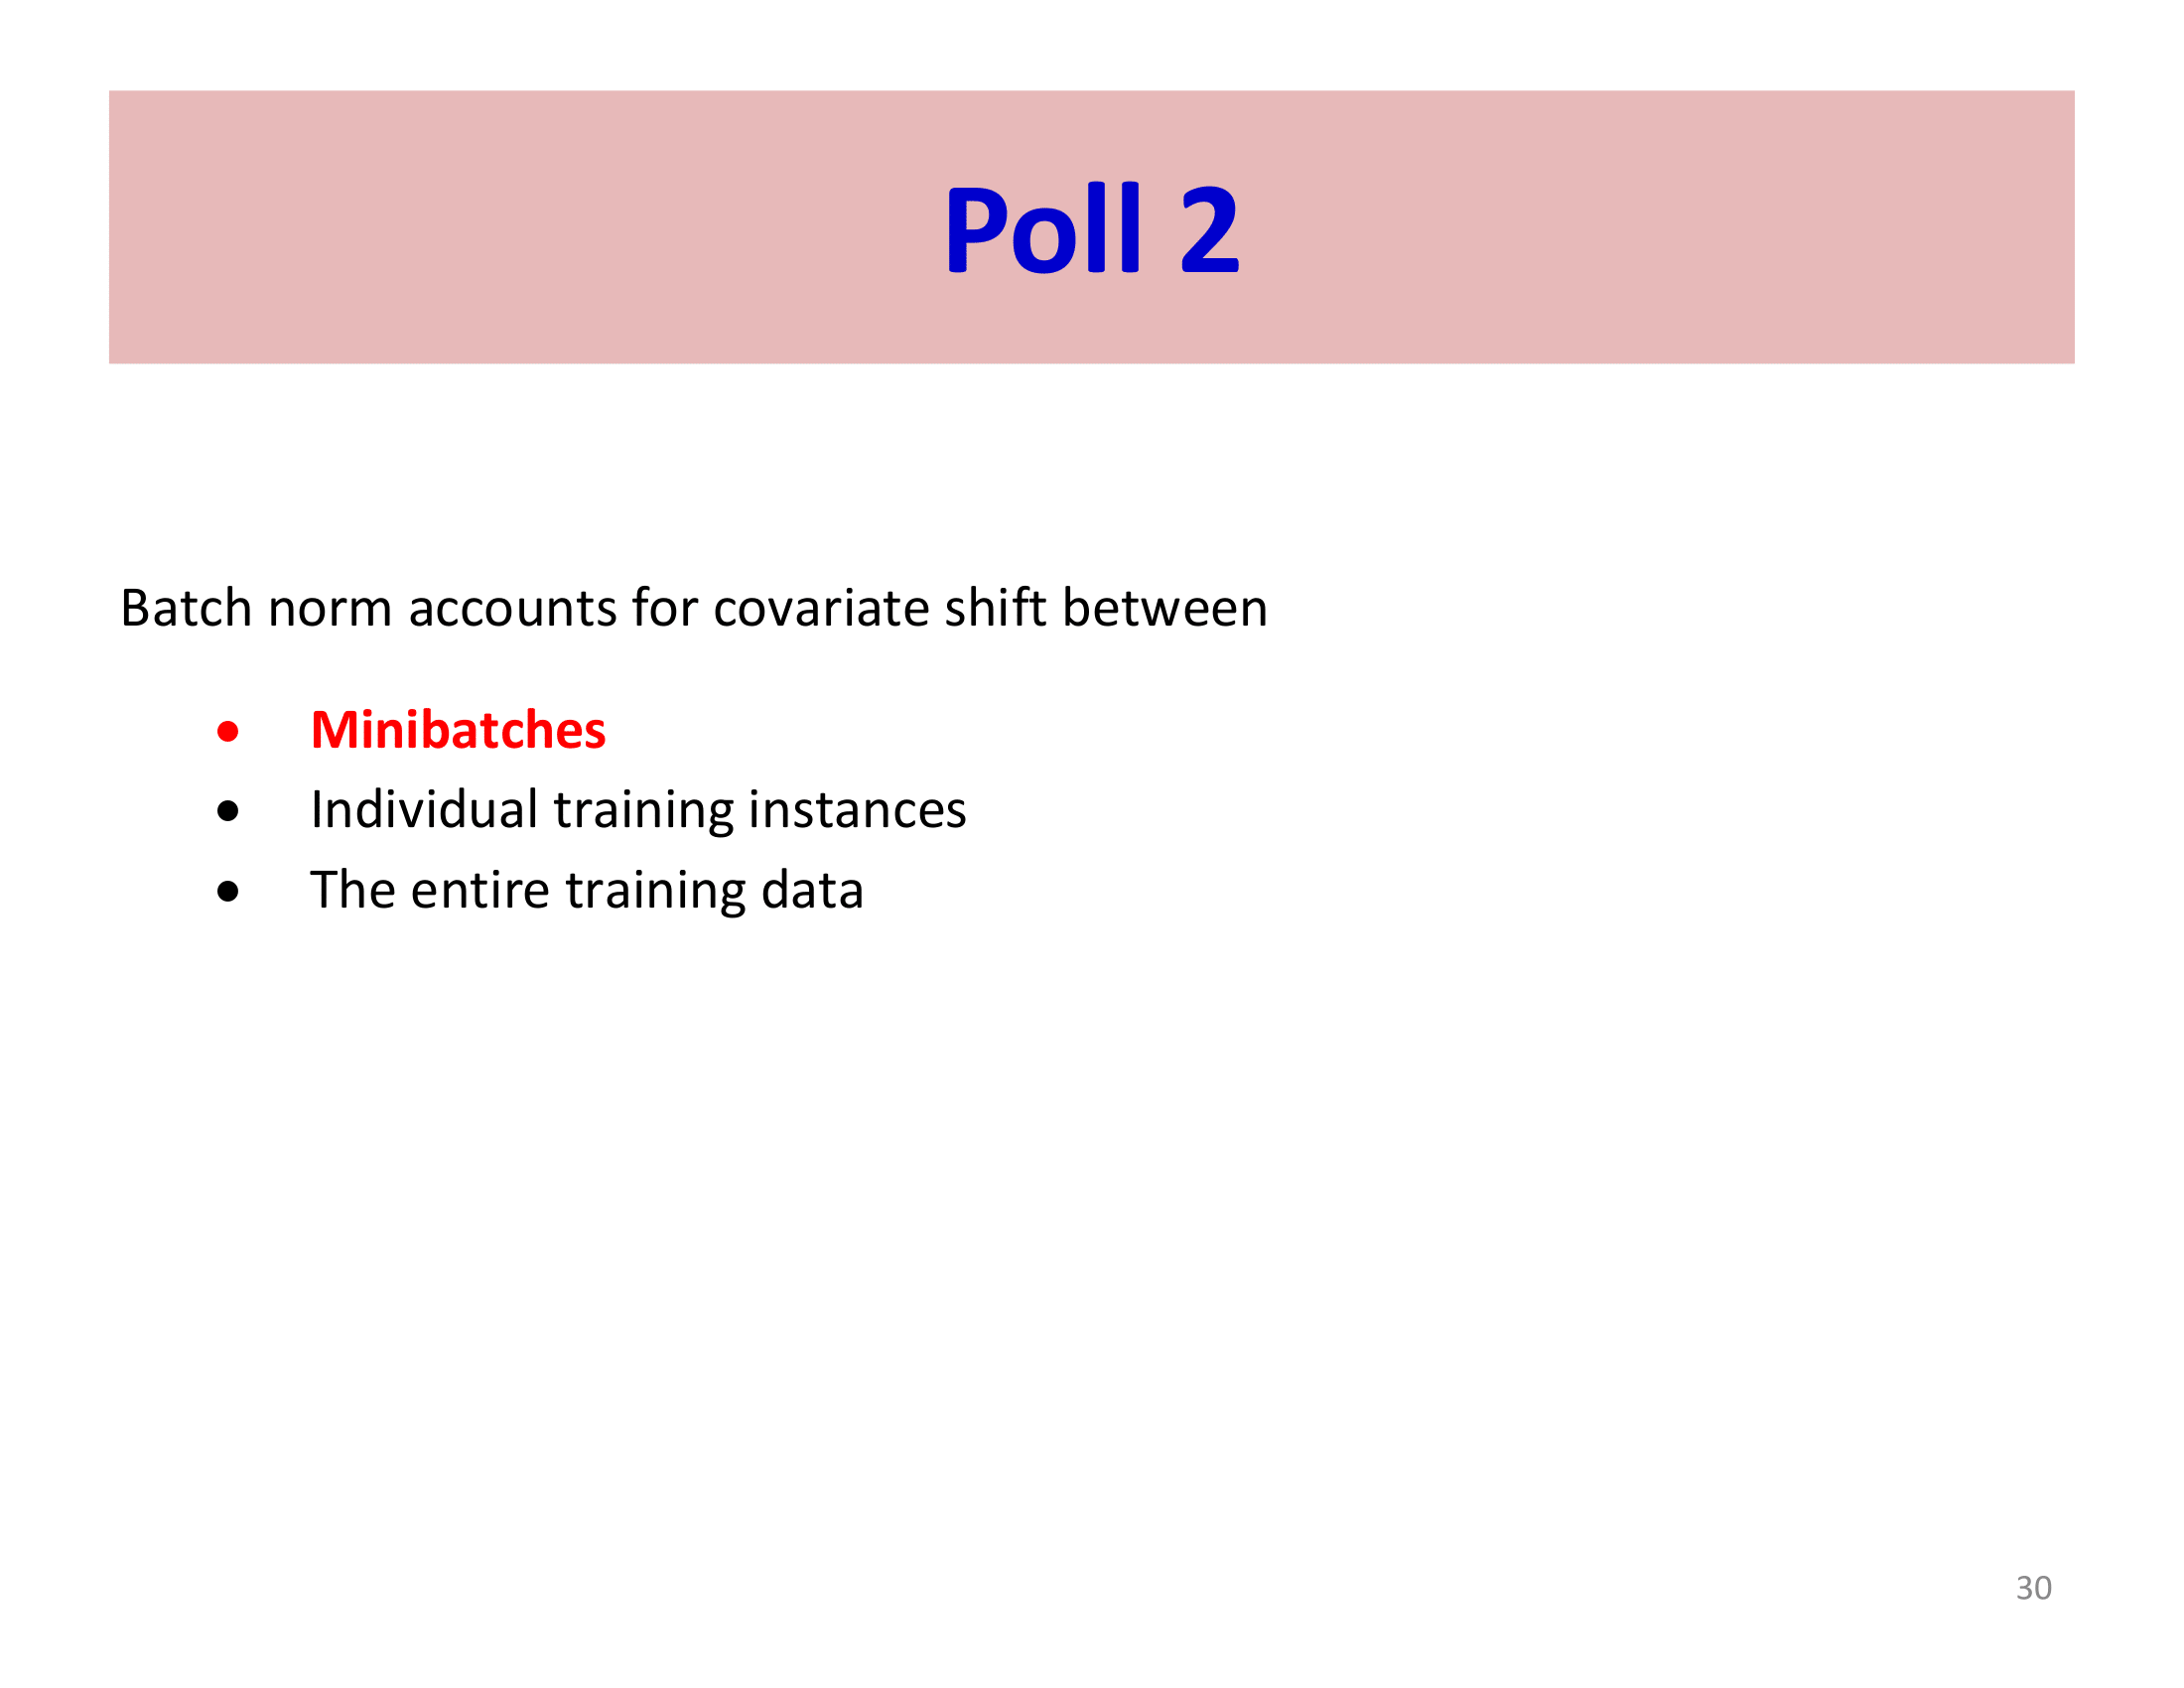 Poll 2
Batch norm accounts for covariate shift between
• Minibatches
• Individual training instances
• The entire training data
30